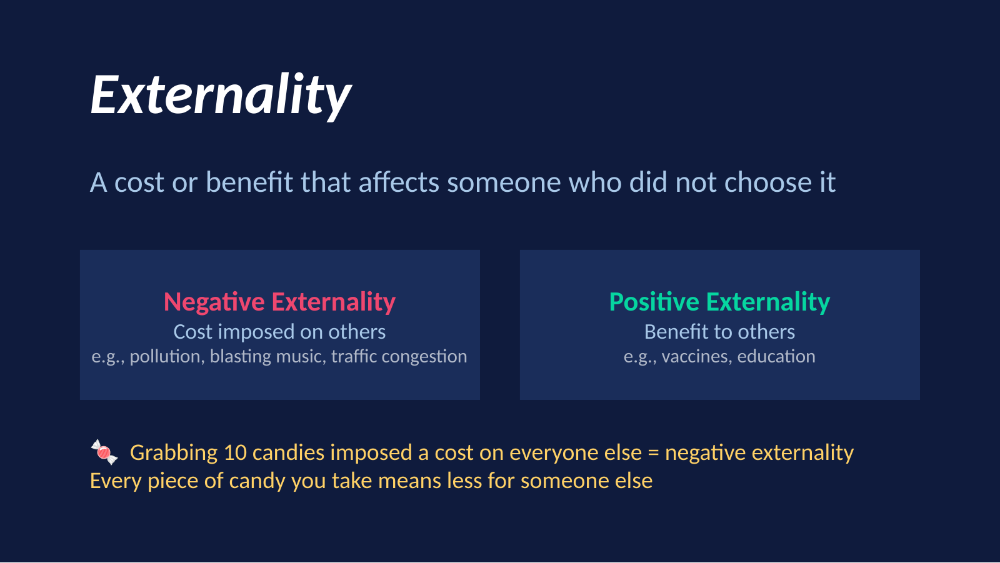 Externality
A cost or benefit that affects someone who did not choose it
Negative Externality
Cost imposed on others
e.g., pollution, blasting music, traffic congestion
Positive Externality
Benefit to others
e.g., vaccines, education
🍬 Grabbing 10 candies imposed a cost on everyone else = negative externality
Every piece of candy you take means less for someone else